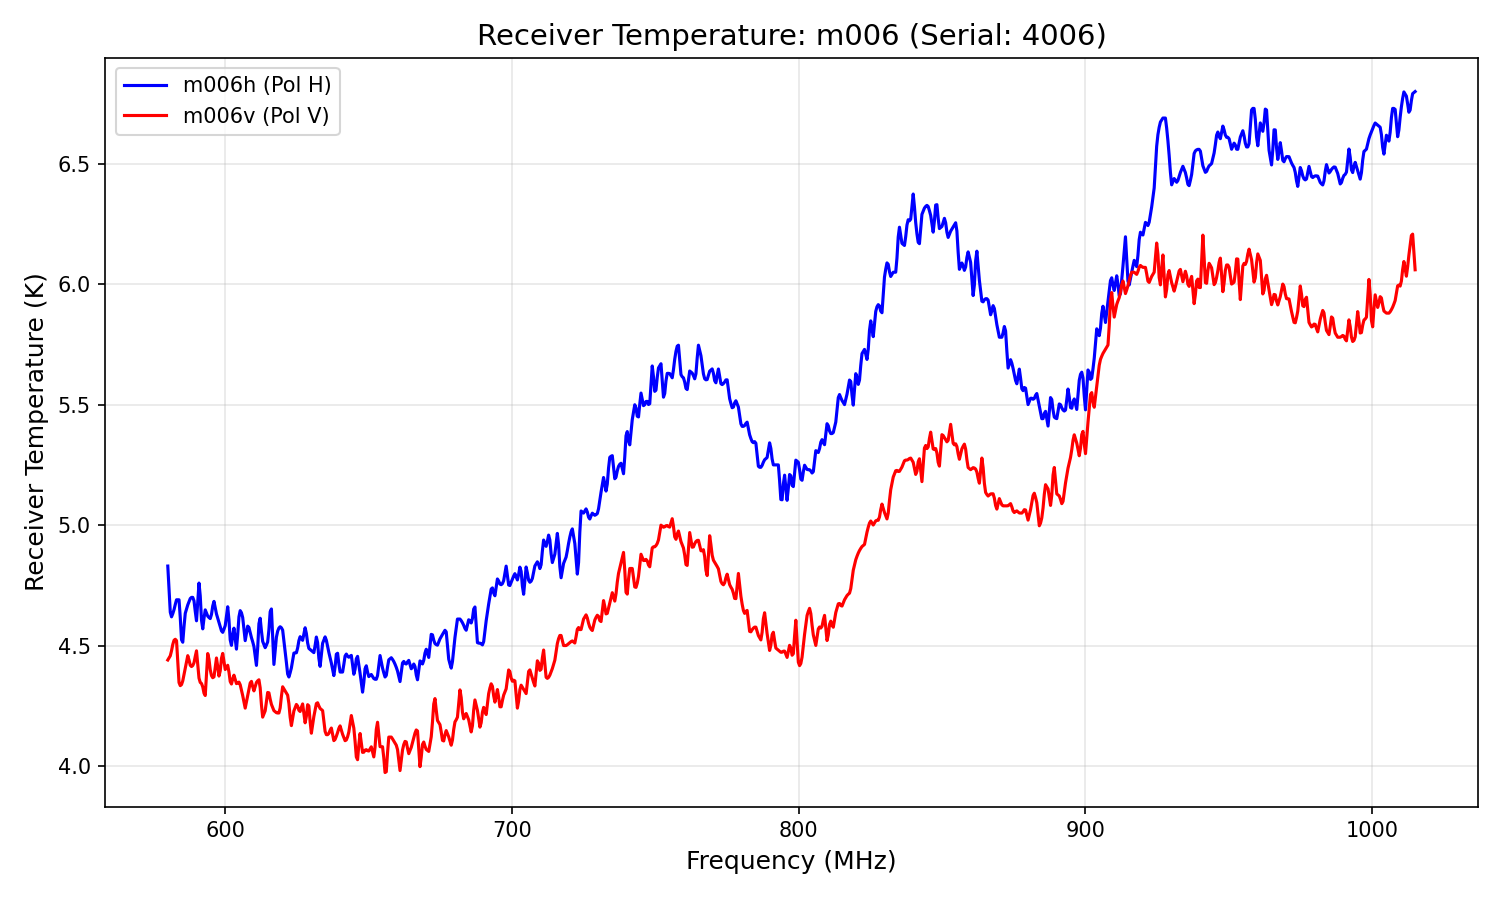 Receiver Temperature: m006 (Serial: 4006)
m006h (Pol H)
m006v (Pol V)
Receiver Temperature (K)
6.5
6.0
5.5
5.0
4.5
4.0
600 700 800 900 1000
Frequency (MHz)